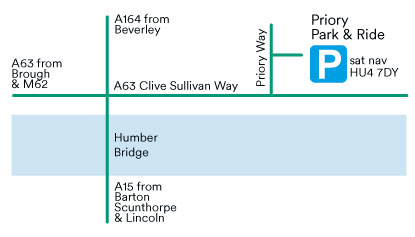 A164 from
Beverley
Priory Way
Priory
Park & Ride
P
sat nav
HU4 7DY
A63 from
Brough
& M62
A63 Clive Sullivan Way
Humber
Bridge
A15 from
Barton
Scunthorpe
& Lincoln